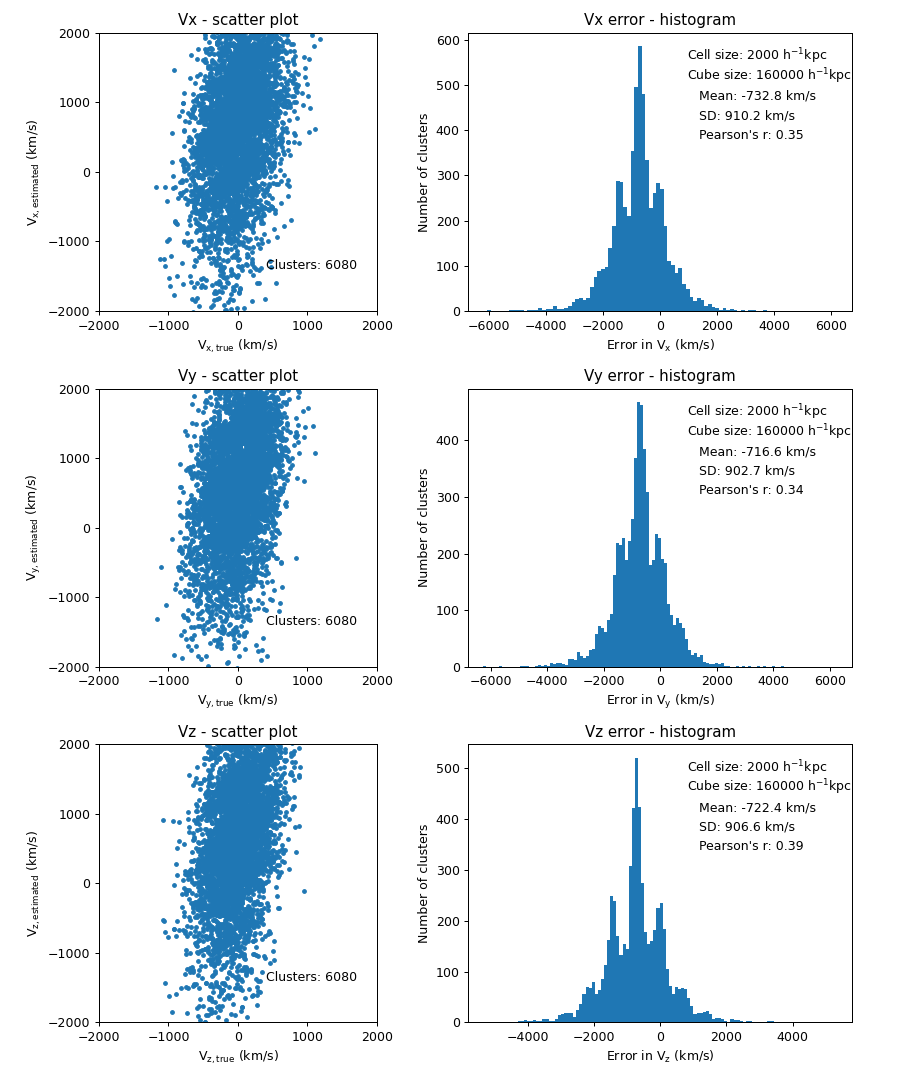 Vx - scatter plot
2000
1000
0
−1000
−2000
−2000 −1000 0 1000 2000
Vx, estimated (km/s)
Vx, true (km/s)
Clusters: 6080
Vx error - histogram
600
500
400
300
200
100
0
−6000 −4000 −2000 0 2000 4000 6000
Number of clusters
Error in Vx (km/s)
Cell size: 2000 h⁻¹kpc
Cube size: 160000 h⁻¹kpc
Mean: -732.8 km/s
SD: 910.2 km/s
Pearson's r: 0.35
Vy - scatter plot
2000
1000
0
−1000
−2000
−2000 −1000 0 1000 2000
Vy, estimated (km/s)
Vy, true (km/s)
Clusters: 6080
Vy error - histogram
400
300
200
100
0
−6000 −4000 −2000 0 2000 4000 6000
Number of clusters
Error in Vy (km/s)
Cell size: 2000 h⁻¹kpc
Cube size: 160000 h⁻¹kpc
Mean: -716.6 km/s
SD: 902.7 km/s
Pearson's r: 0.34
Vz - scatter plot
2000
1000
0
−1000
−2000
−2000 −1000 0 1000 2000
Vz, estimated (km/s)
Vz, true (km/s)
Clusters: 6080
Vz error - histogram
500
400
300
200
100
0
−4000 −2000 0 2000 4000
Number of clusters
Error in Vz (km/s)
Cell size: 2000 h⁻¹kpc
Cube size: 160000 h⁻¹kpc
Mean: -722.4 km/s
SD: 906.6 km/s
Pearson's r: 0.39